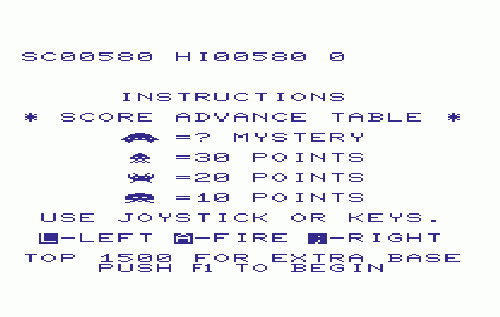 SC00580 HI00580 0
INSTRUCTIONS
* SCORE ADVANCE TABLE *
=? MYSTERY
=30 POINTS
=20 POINTS
=10 POINTS
USE JOYSTICK OR KEYS.
L-LEFT A-FIRE ;-RIGHT
TOP 1500 FOR EXTRA BASE
PUSH F1 TO BEGIN